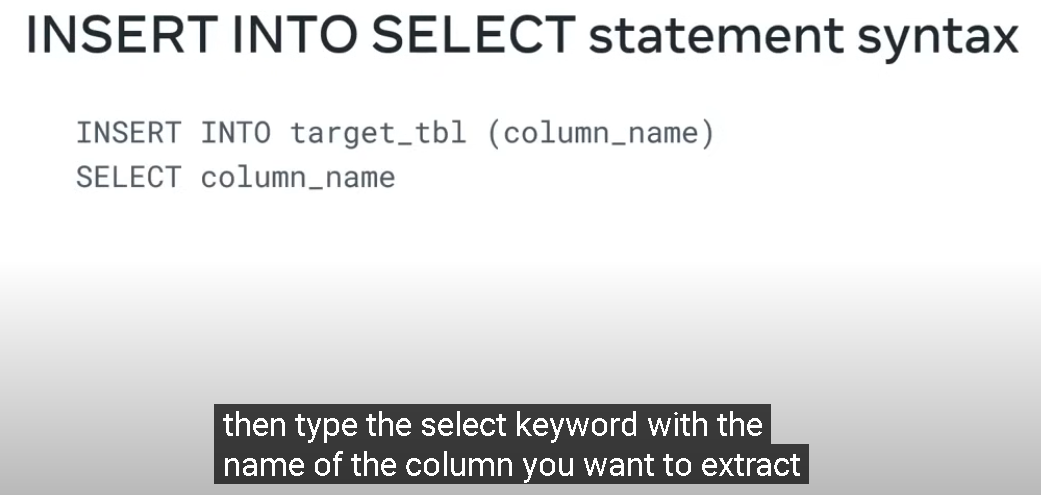 INSERT INTO SELECT statement syntax
INSERT INTO target_tbl (column_name)
SELECT column_name
then type the select keyword with the
name of the column you want to extract